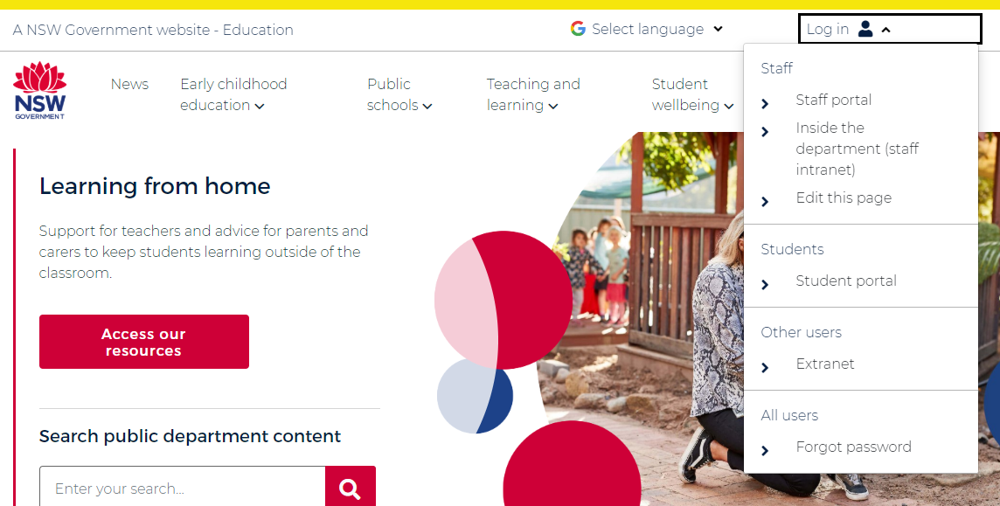 A NSW Government website - Education
Select language
Log in
NSW
GOVERNMENT
News
Early childhood
education
Public
schools
Teaching and
learning
Student
wellbeing
Staff
Staff portal
Inside the
department (staff
intranet)
Edit this page
Students
Student portal
Other users
Extranet
All users
Forgot password
Learning from home
Support for teachers and advice for parents and
carers to keep students learning outside of the
classroom.
Access our
resources
Search public department content
Enter your search...